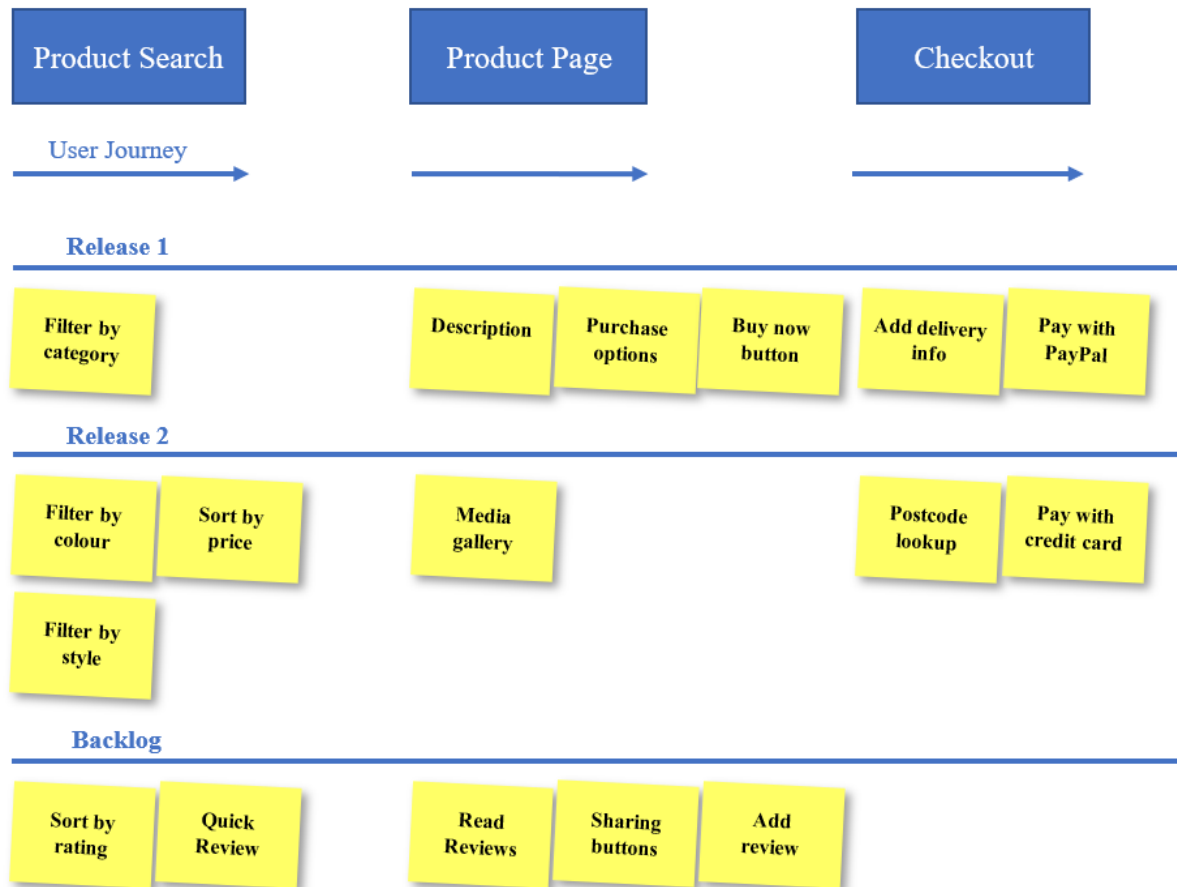 Product Search
Product Page
Checkout
User Journey
Release 1
Filter by
category
Description
Purchase
options
Buy now
button
Add delivery
info
Pay with
PayPal
Release 2
Filter by
colour
Sort by
price
Media
gallery
Postcode
lookup
Pay with
credit card
Filter by
style
Backlog
Sort by
rating
Quick
Review
Read
Reviews
Sharing
buttons
Add
review